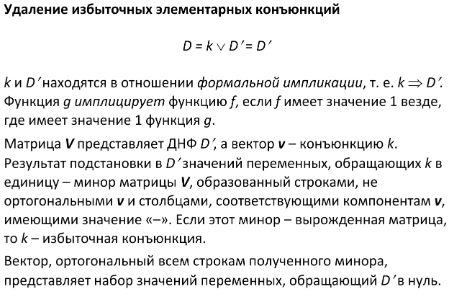 Удаление избыточных элементарных конъюнкций
D = k ∨ D′ = D′
k и D′ находятся в отношении формальной импликации, т. е. k ⇒ D′.
Функция g имплицирует функцию f, если f имеет значение 1 везде,
где имеет значение 1 функция g.
Матрица V представляет ДНФ D′, а вектор v – конъюнкцию k.
Результат подстановки в D′ значений переменных, обращающих k в
единицу – минор матрицы V, образованный строками, не
ортогональными v и столбцами, соответствующими компонентам v,
имеющими значение «–». Если этот минор – вырожденная матрица,
то k – избыточная конъюнкция.
Вектор, ортогональный всем строкам полученного минора,
представляет набор значений переменных, обращающий D′ в нуль.